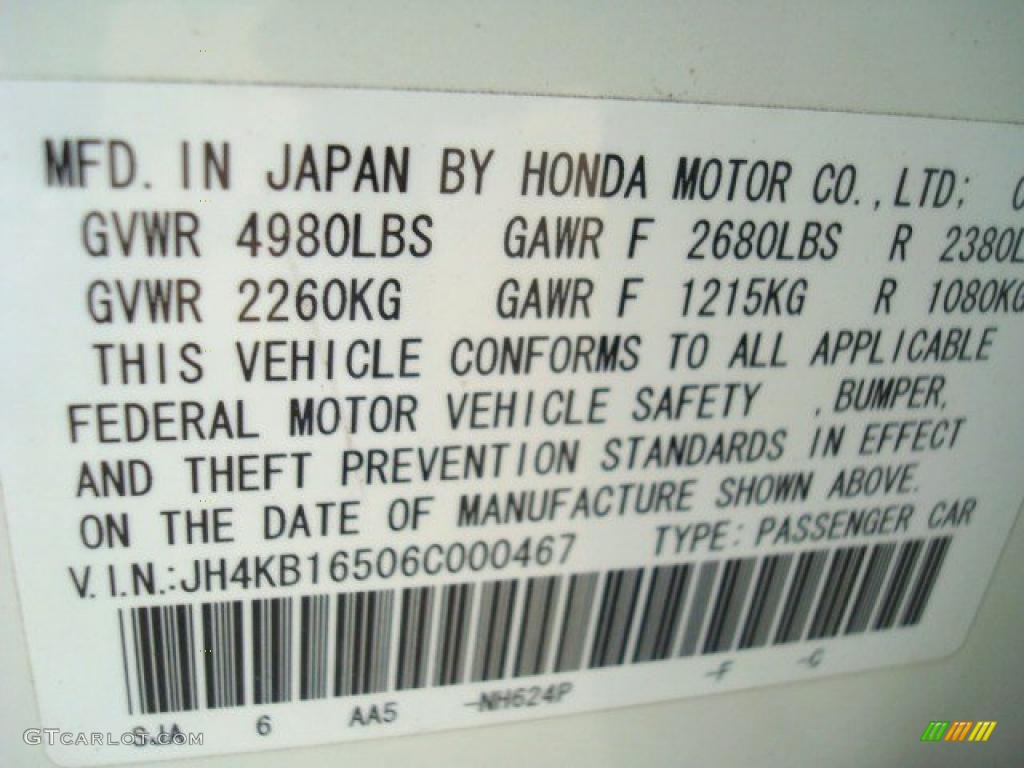 MFD. IN JAPAN BY HONDA MOTOR CO.,LTD;
GVWR 4980LBS GAWR F 2680LBS R 2380L
GVWR 2260KG GAWR F 1215KG R 1080KG
THIS VEHICLE CONFORMS TO ALL APPLICABLE
FEDERAL MOTOR VEHICLE SAFETY , BUMPER,
AND THEFT PREVENTION STANDARDS IN EFFECT
ON THE DATE OF MANUFACTURE SHOWN ABOVE.
V.I.N.:JH4KB16506C000467 TYPE: PASSENGER CAR
SJA 6 AA5 -NH624P -F -C
GTCARLOT.COM